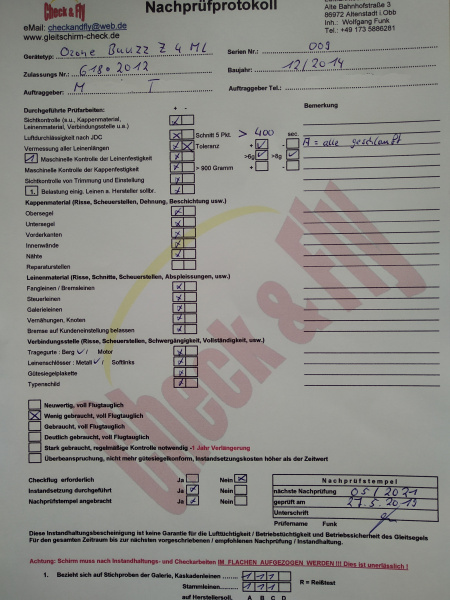 Check & Fly
Nachprüfprotokoll
eMail: checkandfly@web.de
www.gleitschirm-check.de
Alte Bahnhofstraße 3
86972 Altenstadt i.Obb
Inh.: Wolfgang Funk
Tel.: +49 173 5886281
Gerätetyp: Ozone Buzz Z 4 ML
Serien Nr.: 009
Zulassungs Nr.: 618.2012
Baujahr: 12/2014
Auftraggeber: M T
Auftraggeber Tel.:
Durchgeführte Prüfarbeiten: + -
Bemerkung
Sichtkontrolle (s.u., Kappenmaterial,
Leinenmaterial, Verbindungsstelle u.a.) x
Luftdurchlässigkeit nach JDC x Schnitt 5 Pkt. > 400 sec.
Vermessung aller Leinenlängen x x Toleranz + -
A = alle
1 Maschinelle Kontrolle der Leinenfestigkeit >6g >8g
Maschinelle Kontrolle der Kappenfestigkeit x > 900 Gramm + -
Sichtkontrolle von Trimmung und Einstellung x
1. Belastung einig. Leinen a. Hersteller sollbr. x
Kappenmaterial (Risse, Scheuerstellen, Dehnung, Beschichtung usw.)
Obersegel x
Untersegel x
Vorderkanten x
Innenwände x
Nähte x
Reparaturstellen
Leinenmaterial (Risse, Schnitte, Scheuerstellen, Abspleissungen, usw.)
Fangleinen / Bremsleinen x
Steuerleinen x
Galerieleinen x
Vernähungen, Knoten x
Bremse auf Kundeneinstellung belassen x
Verbindungsstelle (Risse, Scheuerstellen, Schwergängigkeit, Vollständigkeit, usw.)
Tragegurte : Berg ✓ / Motor x
Leinenschlösser : Metall ✓ / Softlinks x
Gütesiegelplakette x
Typenschild x
Neuwertig, voll Flugtauglich
x Wenig gebraucht, voll Flugtauglich
Gebraucht, voll Flugtauglich
Deutlich gebraucht, voll Flugtauglich
Stark gebraucht, regelmäßige Kontrolle notwendig -1 Jahr Verlängerung
Überbeanspruchung, nicht mehr gütesiegelkonform, Instandsetzungskosten höher als der Zeitwert
Checkflug erforderlich Ja Nein x
Instandsetzung durchgeführt Ja x Nein
Nachprüfstempel angebracht Ja x Nein
Nachprüfstempel
nächste Nachprüfung 05/2021
geprüft am 27.5.2019
Unterschrift
Prüfername Funk
Diese Instandhaltungsbescheinigung ist keine Garantie für die Lufttüchtigkeit / Betriebstüchtigkeit und Betriebssicherheit des Gleitsegels
Für den gesamten Zeitraum bis zur nächsten vorgeschriebenen / empfohlenen Nachprüfung / Instandhaltung.
Achtung: Schirm muss nach Instandhaltungs - und Checkarbeiten IM FLACHEN AUFGEZOGEN WERDEN !!! Dies ist unerlässlich !
1. Bezieht sich auf Stichproben der Galerie, Kaskadenleinen ....... 1 1 1
Stammleinen.................... 1 1 1
R = Reißtest
auf Herstellersoll. A B C D